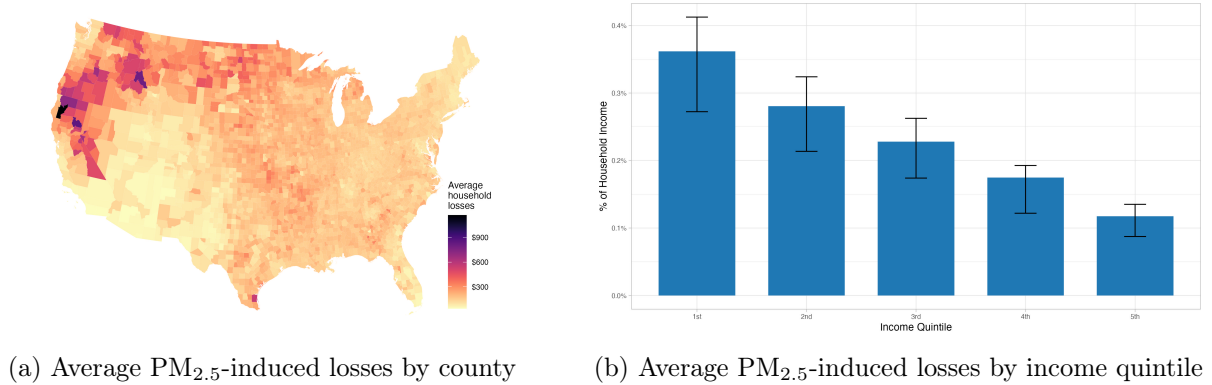 Average
household
losses
$900
$600
$300
(a) Average PM2.5-induced losses by county
0.4%
0.3%
0.2%
0.1%
0.0%
% of Household Income
1st 2nd 3rd 4th 5th
Income Quintile
(b) Average PM2.5-induced losses by income quintile